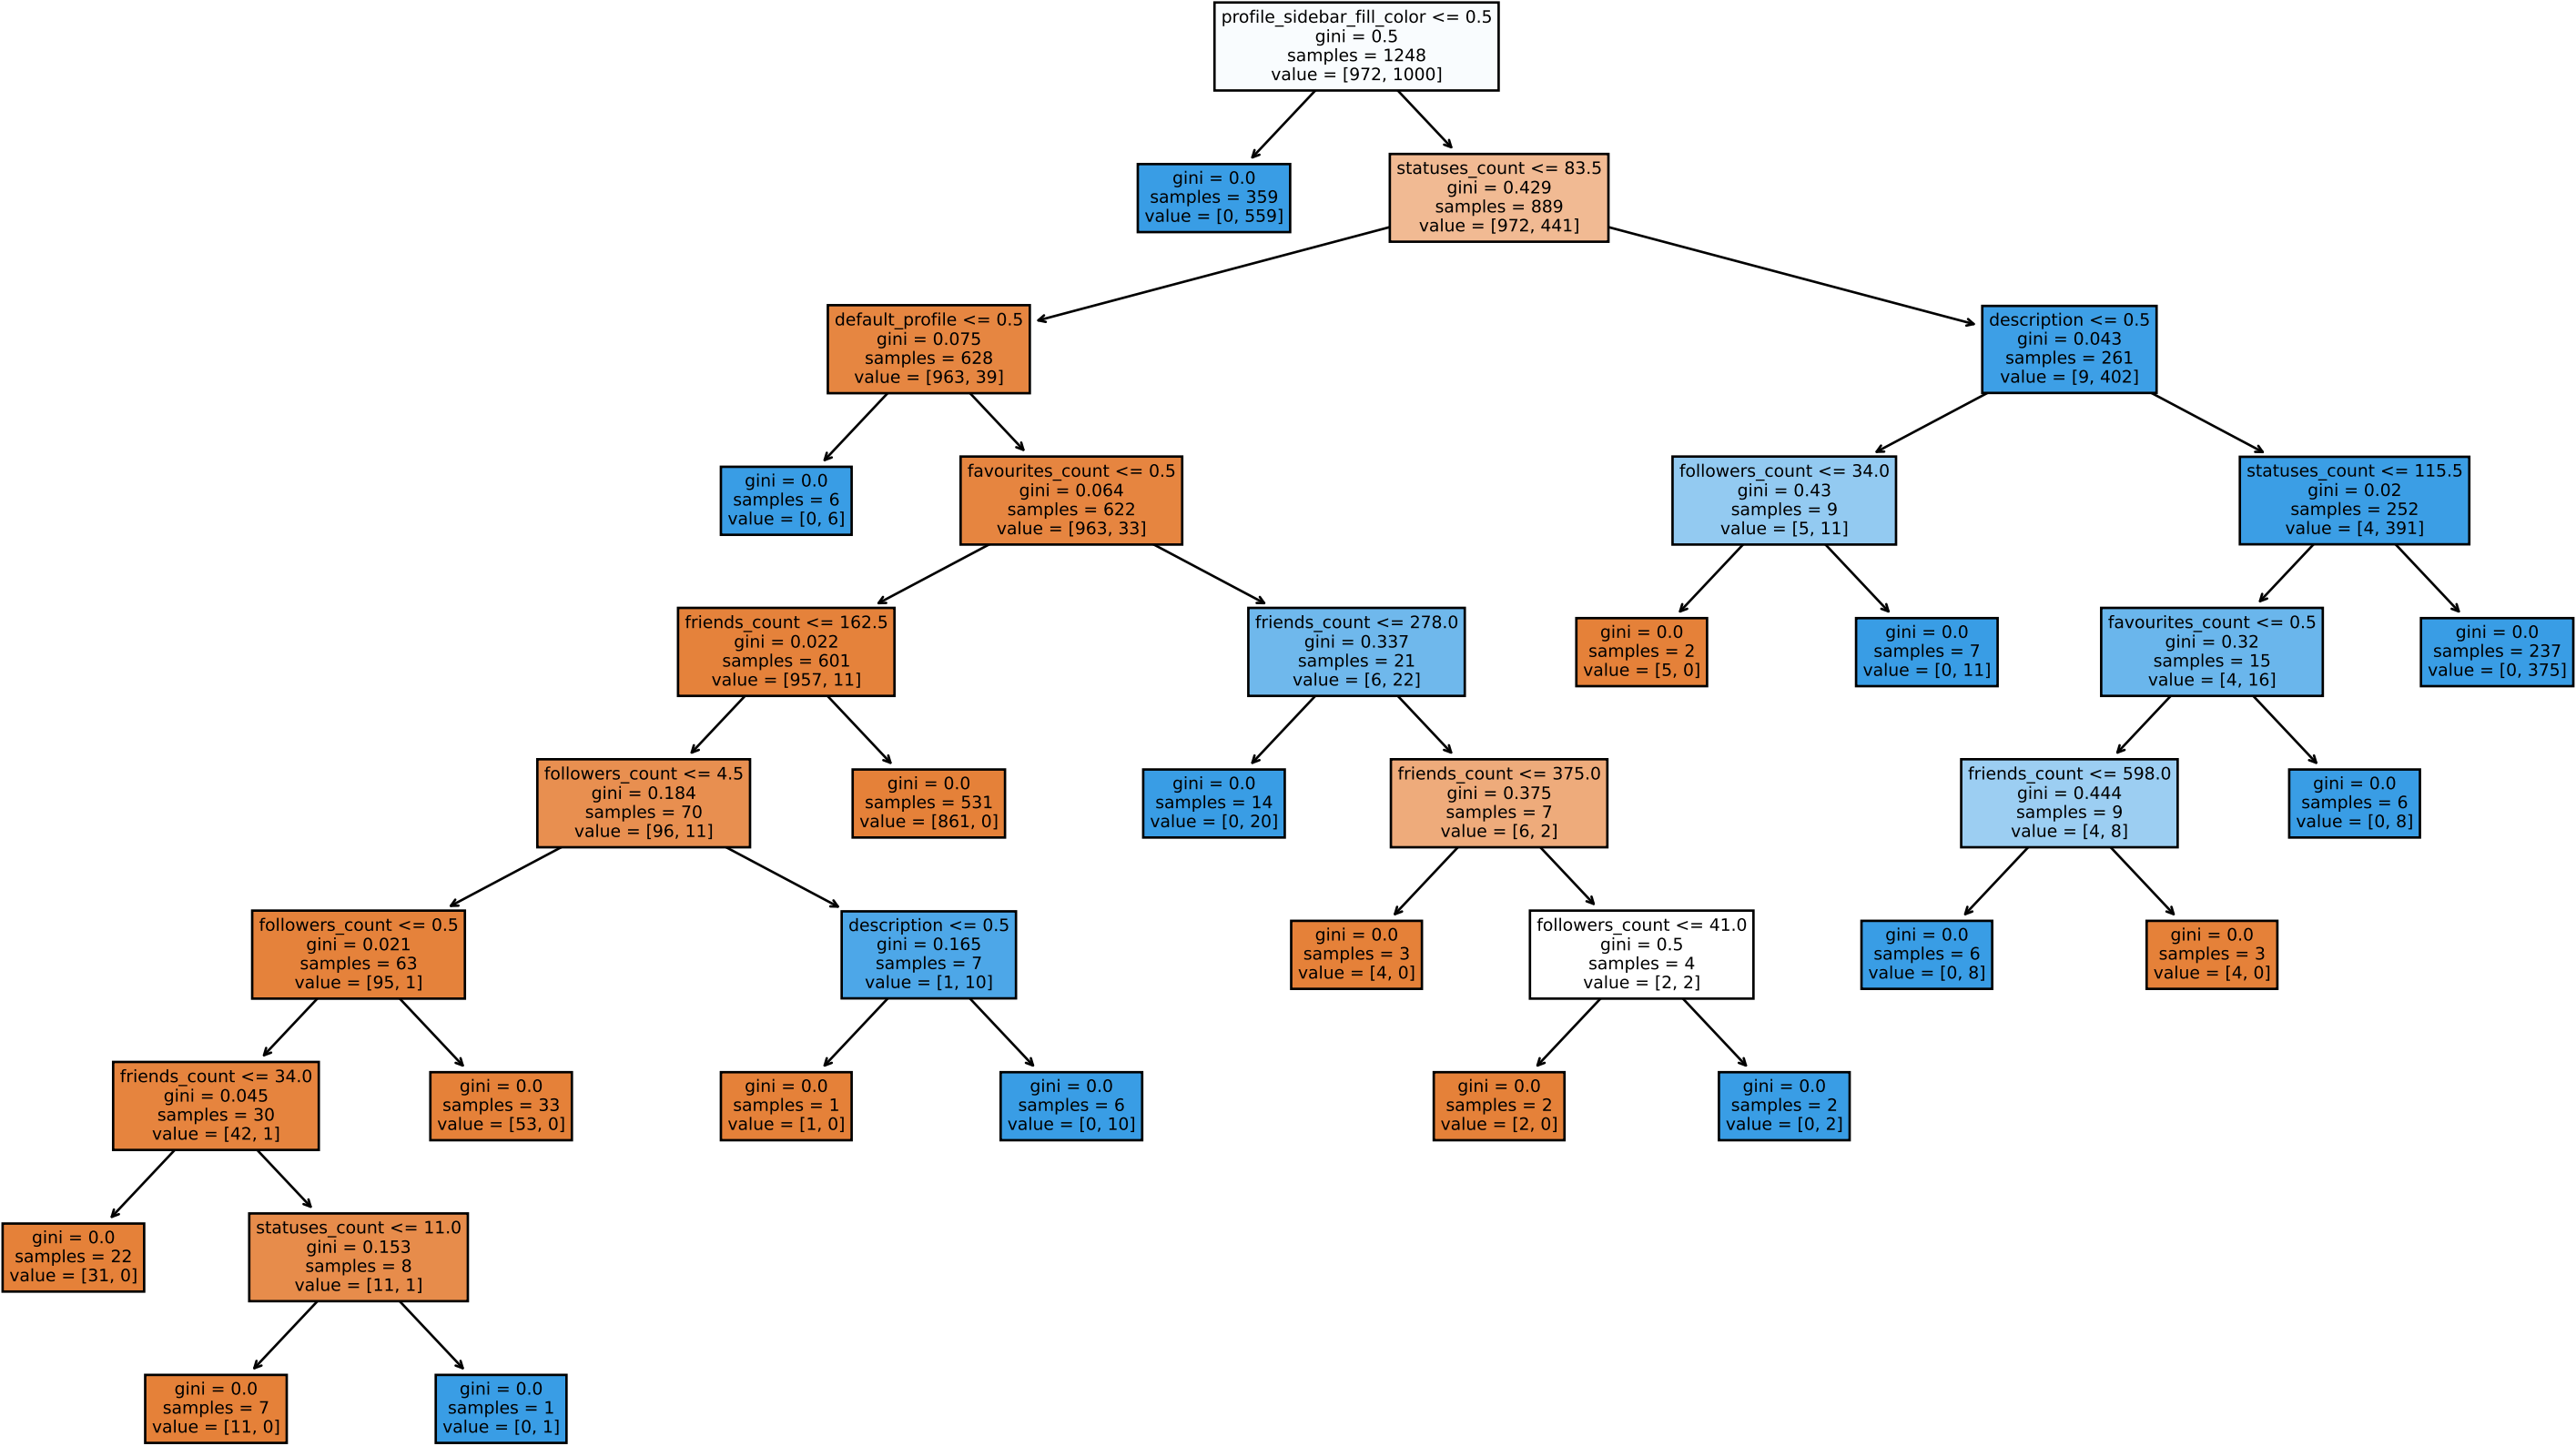 profile_sidebar_fill_color <= 0.5
gini = 0.5
samples = 1248
value = [972, 1000]
gini = 0.0
samples = 359
value = [0, 559]
statuses_count <= 83.5
gini = 0.429
samples = 889
value = [972, 441]
default_profile <= 0.5
gini = 0.075
samples = 628
value = [963, 39]
description <= 0.5
gini = 0.043
samples = 261
value = [9, 402]
gini = 0.0
samples = 6
value = [0, 6]
favourites_count <= 0.5
gini = 0.064
samples = 622
value = [963, 33]
followers_count <= 34.0
gini = 0.43
samples = 9
value = [5, 11]
statuses_count <= 115.5
gini = 0.02
samples = 252
value = [4, 391]
friends_count <= 162.5
gini = 0.022
samples = 601
value = [957, 11]
friends_count <= 278.0
gini = 0.337
samples = 21
value = [6, 22]
gini = 0.0
samples = 2
value = [5, 0]
gini = 0.0
samples = 7
value = [0, 11]
favourites_count <= 0.5
gini = 0.32
samples = 15
value = [4, 16]
gini = 0.0
samples = 237
value = [0, 375]
followers_count <= 4.5
gini = 0.184
samples = 70
value = [96, 11]
gini = 0.0
samples = 531
value = [861, 0]
gini = 0.0
samples = 14
value = [0, 20]
friends_count <= 375.0
gini = 0.375
samples = 7
value = [6, 2]
friends_count <= 598.0
gini = 0.444
samples = 9
value = [4, 8]
gini = 0.0
samples = 6
value = [0, 8]
followers_count <= 0.5
gini = 0.021
samples = 63
value = [95, 1]
description <= 0.5
gini = 0.165
samples = 7
value = [1, 10]
gini = 0.0
samples = 3
value = [4, 0]
followers_count <= 41.0
gini = 0.5
samples = 4
value = [2, 2]
gini = 0.0
samples = 6
value = [0, 8]
gini = 0.0
samples = 3
value = [4, 0]
friends_count <= 34.0
gini = 0.045
samples = 30
value = [42, 1]
gini = 0.0
samples = 33
value = [53, 0]
gini = 0.0
samples = 1
value = [1, 0]
gini = 0.0
samples = 6
value = [0, 10]
gini = 0.0
samples = 2
value = [2, 0]
gini = 0.0
samples = 2
value = [0, 2]
gini = 0.0
samples = 22
value = [31, 0]
statuses_count <= 11.0
gini = 0.153
samples = 8
value = [11, 1]
gini = 0.0
samples = 7
value = [11, 0]
gini = 0.0
samples = 1
value = [0, 1]